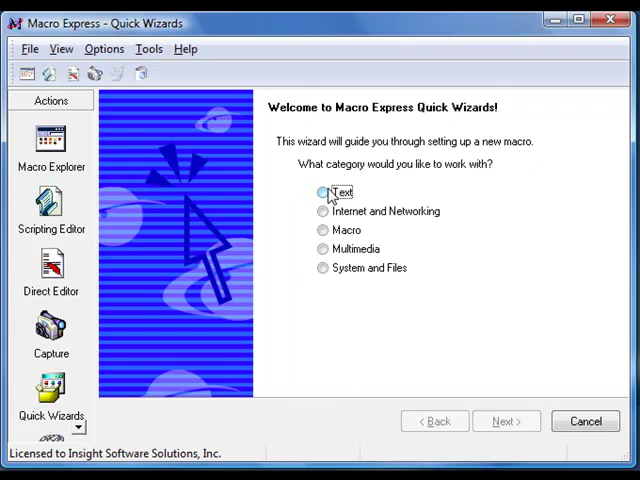 Macro Express - Quick Wizards
File View Options Tools Help
Actions
Macro Explorer
Scripting Editor
Direct Editor
Capture
Quick Wizards
Welcome to Macro Express Quick Wizards!
This wizard will guide you through setting up a new macro.
What category would you like to work with?
Text
Internet and Networking
Macro
Multimedia
System and Files
< Back Next > Cancel
Licensed to Insight Software Solutions, Inc.